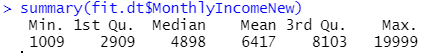 > summary(fit.dt$MonthlyIncomeNew)
Min. 1st Qu. Median Mean 3rd Qu. Max.
1009 2909 4898 6417 8103 19999